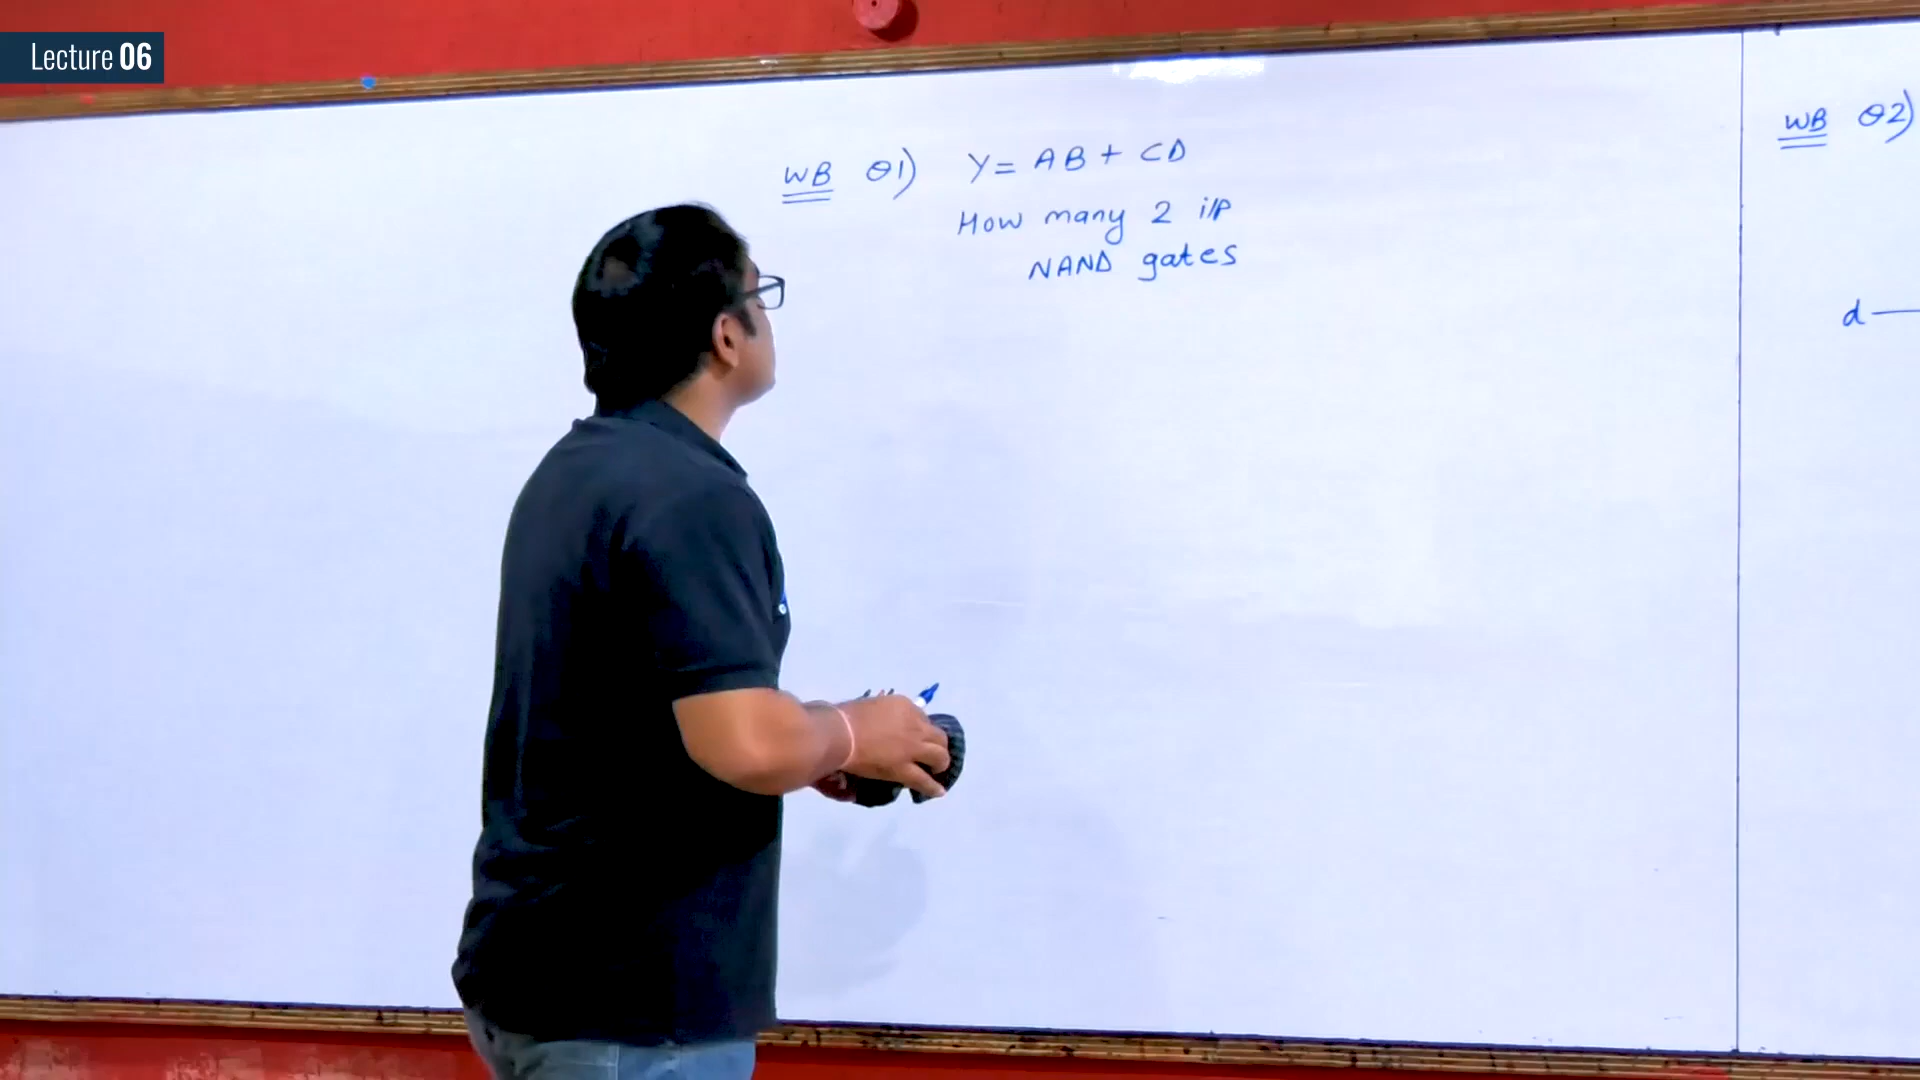 Lecture 06
WB Q1) Y = AB + CD
How many 2 i/p
NAND gates
WB Q2)
d